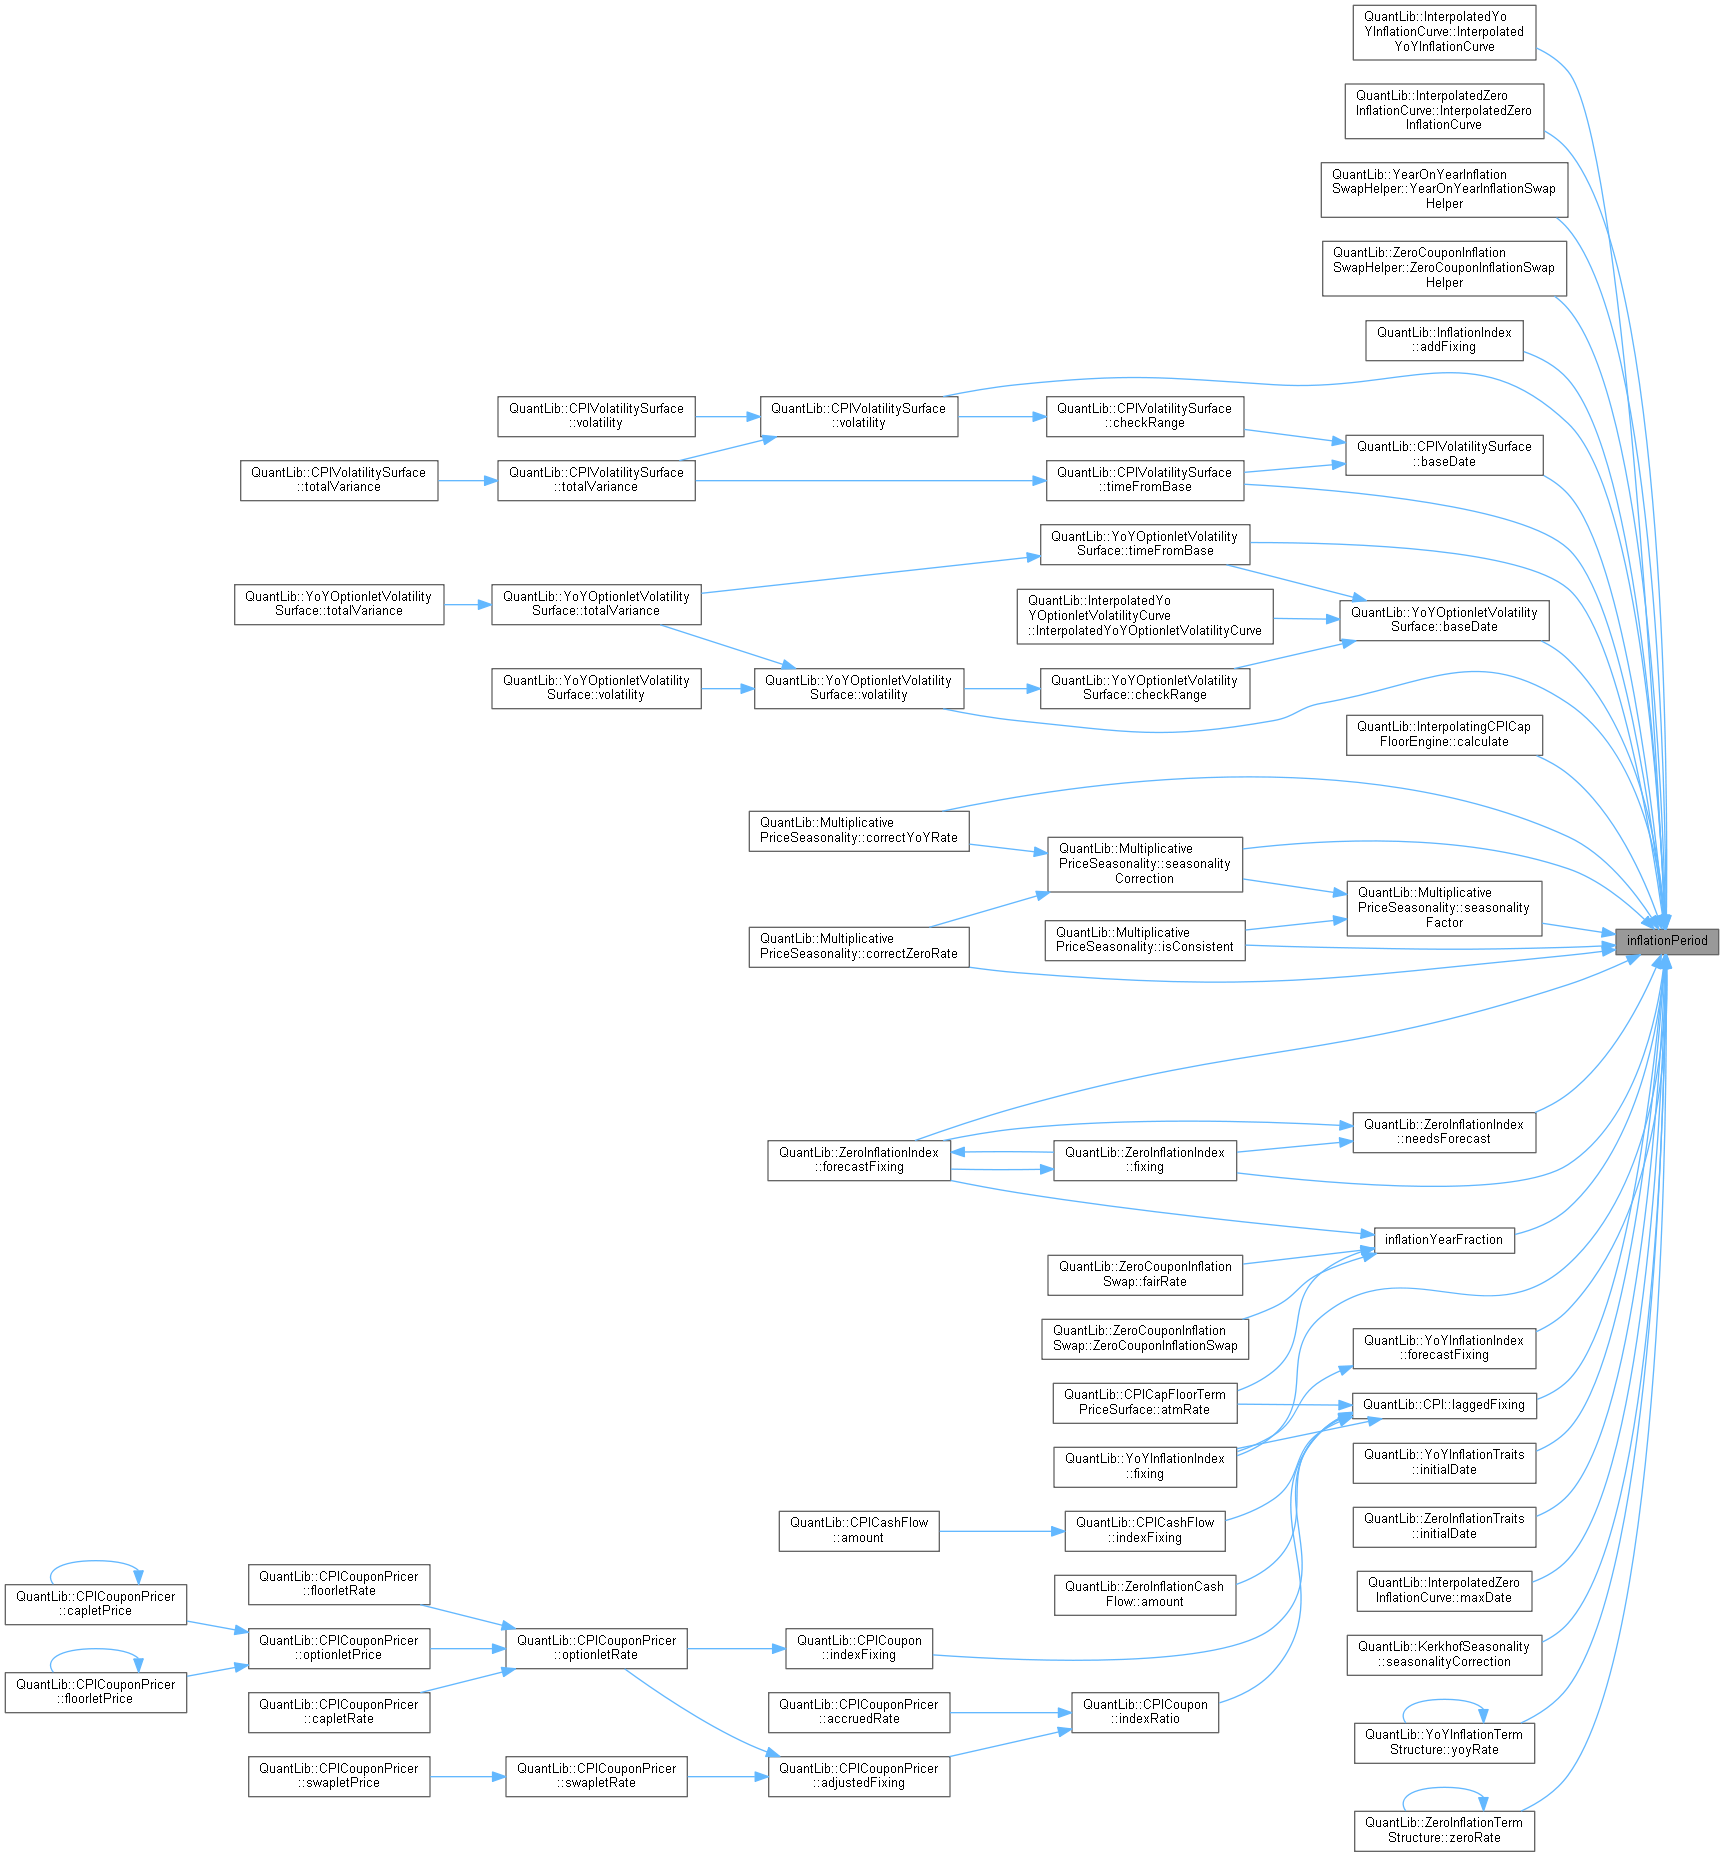 QuantLib::InterpolatedYo
YInflationCurve::Interpolated
YoYInflationCurve
QuantLib::InterpolatedZero
InflationCurve::InterpolatedZero
InflationCurve
QuantLib::YearOnYearInflation
SwapHelper::YearOnYearInflationSwap
Helper
QuantLib::ZeroCouponInflation
SwapHelper::ZeroCouponInflationSwap
Helper
QuantLib::InflationIndex
::addFixing
QuantLib::CPIVolatilitySurface
::volatility
QuantLib::CPIVolatilitySurface
::volatility
QuantLib::CPIVolatilitySurface
::checkRange
QuantLib::CPIVolatilitySurface
::baseDate
QuantLib::CPIVolatilitySurface
::totalVariance
QuantLib::CPIVolatilitySurface
::totalVariance
QuantLib::CPIVolatilitySurface
::timeFromBase
QuantLib::YoYOptionletVolatility
Surface::timeFromBase
QuantLib::YoYOptionletVolatility
Surface::totalVariance
QuantLib::YoYOptionletVolatility
Surface::totalVariance
QuantLib::InterpolatedYo
YOptionletVolatilityCurve
::InterpolatedYoYOptionletVolatilityCurve
QuantLib::YoYOptionletVolatility
Surface::baseDate
QuantLib::YoYOptionletVolatility
Surface::volatility
QuantLib::YoYOptionletVolatility
Surface::volatility
QuantLib::YoYOptionletVolatility
Surface::checkRange
QuantLib::InterpolatingCPICap
FloorEngine::calculate
QuantLib::Multiplicative
PriceSeasonality::correctYoYRate
QuantLib::Multiplicative
PriceSeasonality::seasonality
Correction
QuantLib::Multiplicative
PriceSeasonality::seasonality
Factor
QuantLib::Multiplicative
PriceSeasonality::correctZeroRate
QuantLib::Multiplicative
PriceSeasonality::isConsistent
inflationPeriod
QuantLib::ZeroInflationIndex
::needsForecast
QuantLib::ZeroInflationIndex
::forecastFixing
QuantLib::ZeroInflationIndex
::fixing
inflationYearFraction
QuantLib::ZeroCouponInflation
Swap::fairRate
QuantLib::ZeroCouponInflation
Swap::ZeroCouponInflationSwap
QuantLib::YoYInflationIndex
::forecastFixing
QuantLib::CPICapFloorTerm
PriceSurface::atmRate
QuantLib::CPI::laggedFixing
QuantLib::YoYInflationIndex
::fixing
QuantLib::YoYInflationTraits
::initialDate
QuantLib::CPICashFlow
::amount
QuantLib::CPICashFlow
::indexFixing
QuantLib::ZeroInflationTraits
::initialDate
QuantLib::ZeroInflationCash
Flow::amount
QuantLib::InterpolatedZero
InflationCurve::maxDate
QuantLib::CPICouponPricer
::capletPrice
QuantLib::CPICouponPricer
::floorletRate
QuantLib::CPICouponPricer
::optionletPrice
QuantLib::CPICouponPricer
::optionletRate
QuantLib::CPICoupon
::indexFixing
QuantLib::KerkhofSeasonality
::seasonalityCorrection
QuantLib::CPICouponPricer
::floorletPrice
QuantLib::CPICouponPricer
::capletRate
QuantLib::CPICouponPricer
::accruedRate
QuantLib::CPICoupon
::indexRatio
QuantLib::YoYInflationTerm
Structure::yoyRate
QuantLib::CPICouponPricer
::swapletPrice
QuantLib::CPICouponPricer
::swapletRate
QuantLib::CPICouponPricer
::adjustedFixing
QuantLib::ZeroInflationTerm
Structure::zeroRate